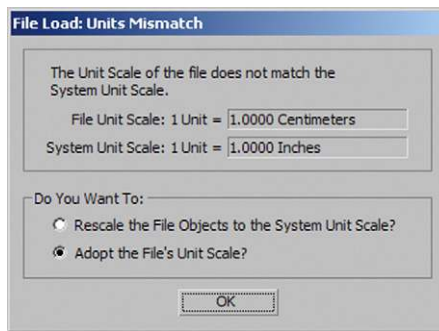 File Load: Units Mismatch
The Unit Scale of the file does not match the
System Unit Scale.
File Unit Scale: 1 Unit = 1.0000 Centimeters
System Unit Scale: 1 Unit = 1.0000 Inches
Do You Want To:
Rescale the File Objects to the System Unit Scale?
Adopt the File's Unit Scale?
OK